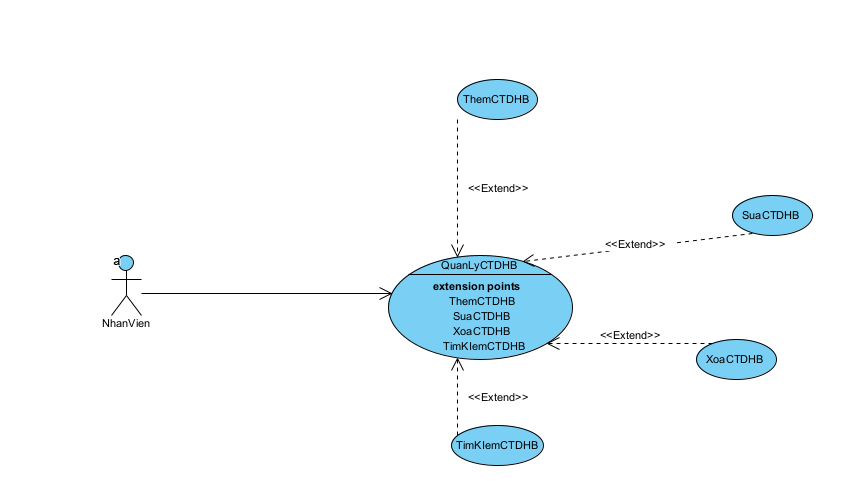 ThemCTDHB
<<Extend>>
SuaCTDHB
<<Extend>>
a
NhanVien
QuanLyCTDHB
extension points
ThemCTDHB
SuaCTDHB
XoaCTDHB
TimKIemCTDHB
<<Extend>>
XoaCTDHB
<<Extend>>
TimKIemCTDHB